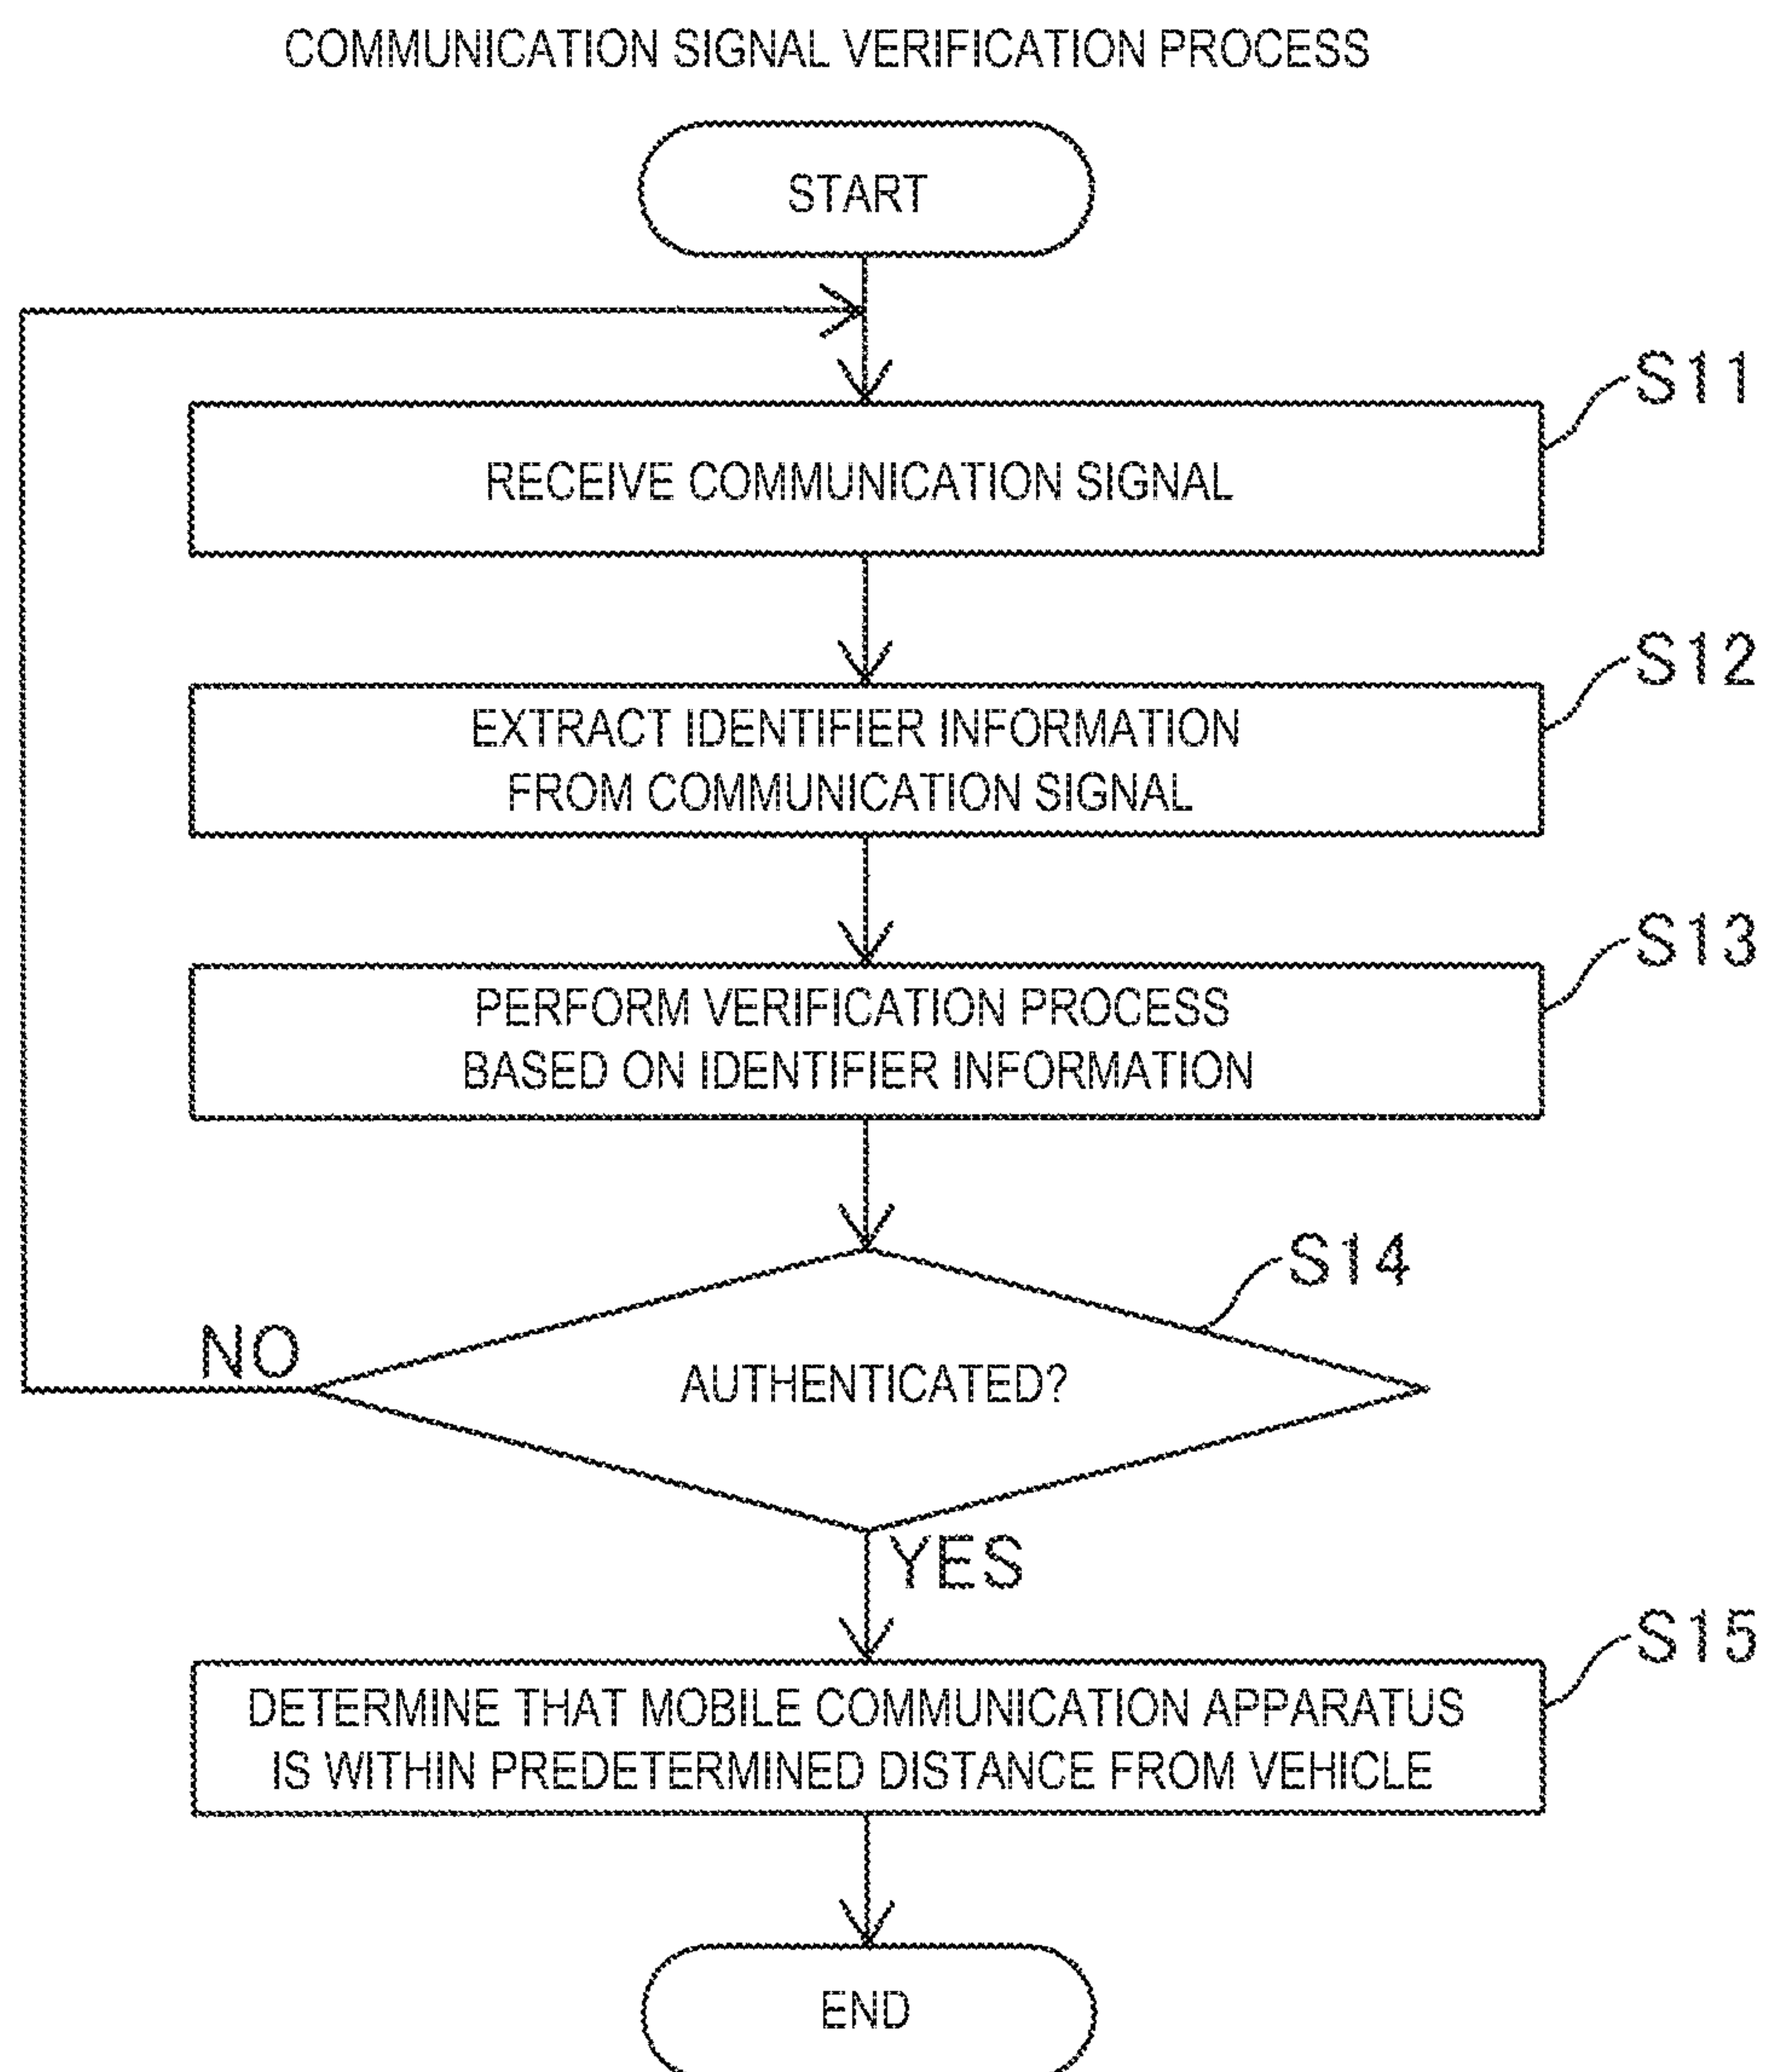 COMMUNICATION SIGNAL VERIFICATION PROCESS
START
S11
RECEIVE COMMUNICATION SIGNAL
S12
EXTRACT IDENTIFIER INFORMATION
FROM COMMUNICATION SIGNAL
S13
PERFORM VERIFICATION PROCESS
BASED ON IDENTIFIER INFORMATION
S14
NO
AUTHENTICATED?
YES
S15
DETERMINE THAT MOBILE COMMUNICATION APPARATUS
IS WITHIN PREDETERMINED DISTANCE FROM VEHICLE
END